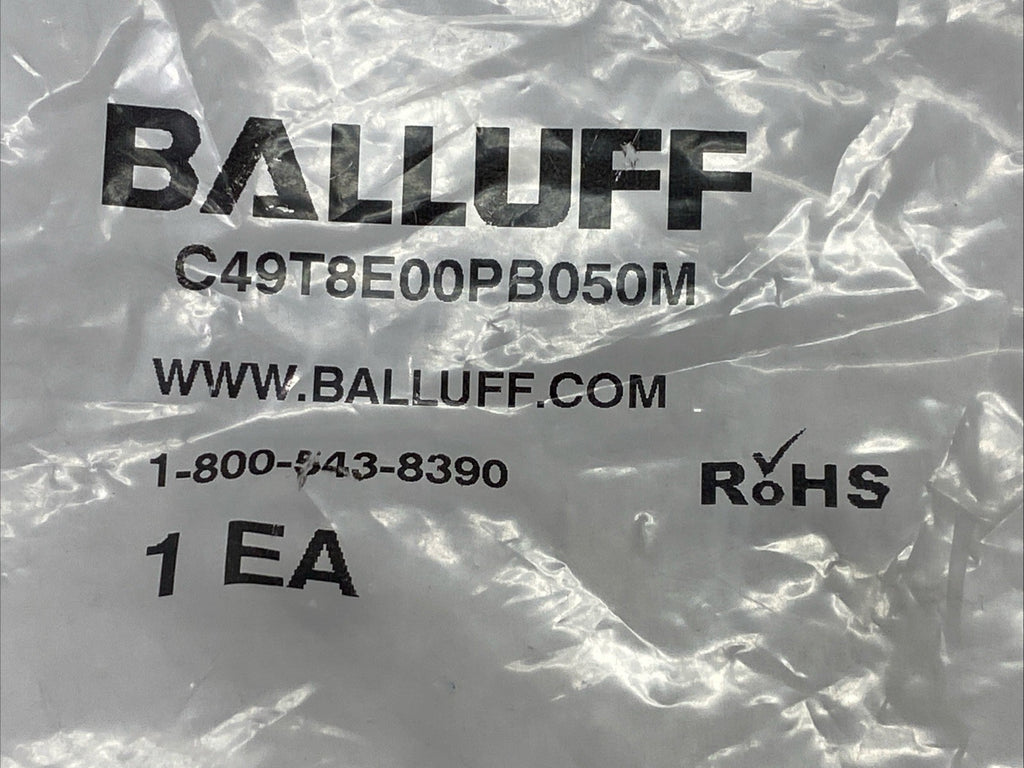 BALLUFF
C49T8E00PB050M
WWW.BALLUFF.COM
1-800-543-8390
RoHS
1 EA